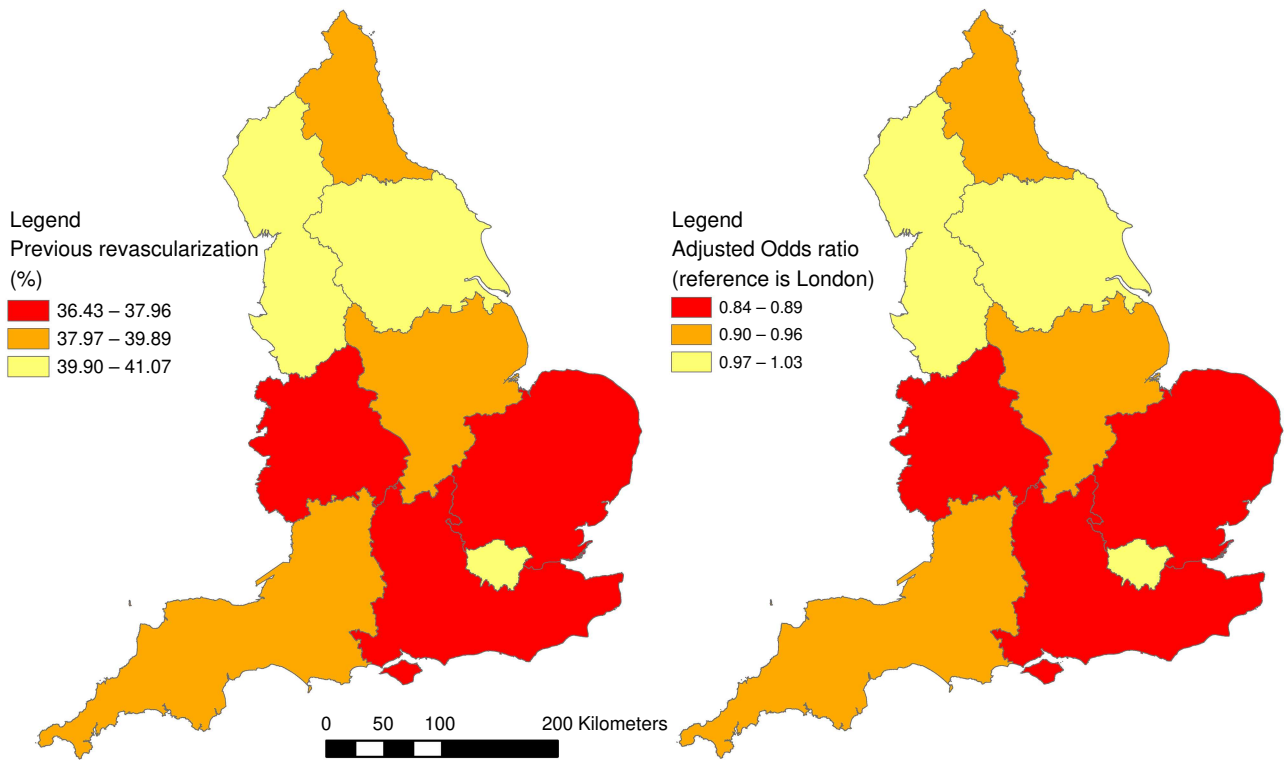 Legend
Previous revascularization
(%)
36.43 – 37.96
37.97 – 39.89
39.90 – 41.07
Legend
Adjusted Odds ratio
(reference is London)
0.84 – 0.89
0.90 – 0.96
0.97 – 1.03
0 50 100 200 Kilometers